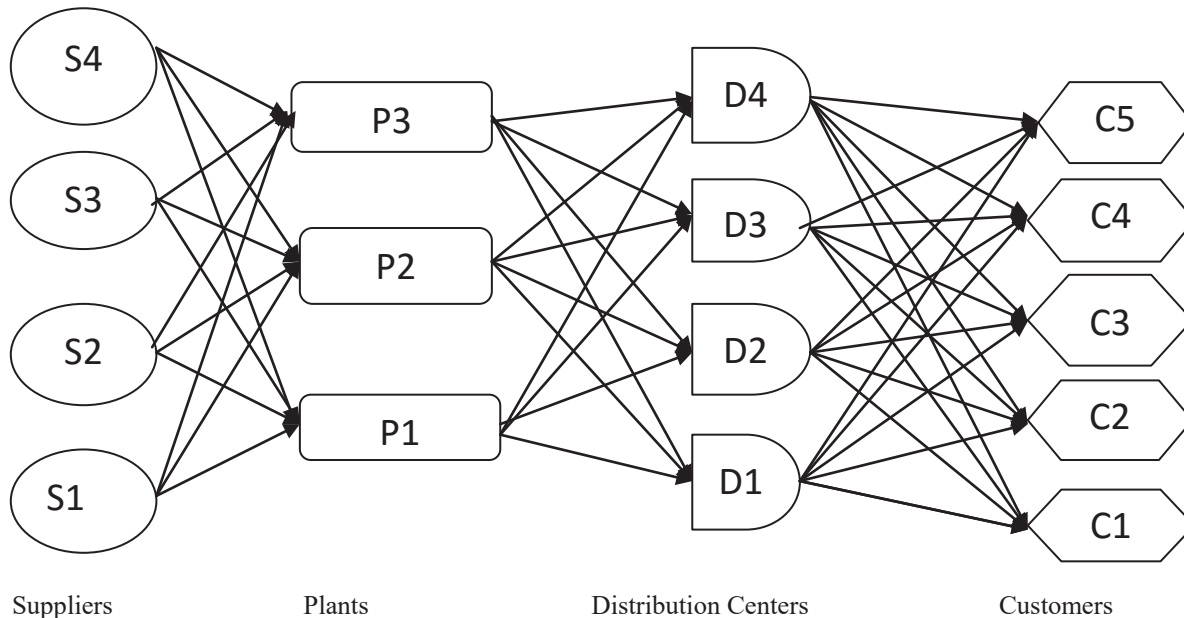 S4
S3
S2
S1
P3
P2
P1
D4
D3
D2
D1
C5
C4
C3
C2
C1
Suppliers
Plants
Distribution Centers
Customers